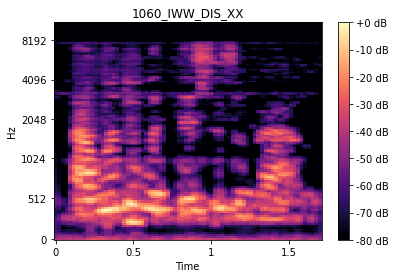 1060_IWW_DIS_XX
+0 dB
8192
-10 dB
4096
-20 dB
-30 dB
2048
-40 dB
Hz
1024
-50 dB
512
-60 dB
-70 dB
0
-80 dB
0 0.5 1 1.5
Time